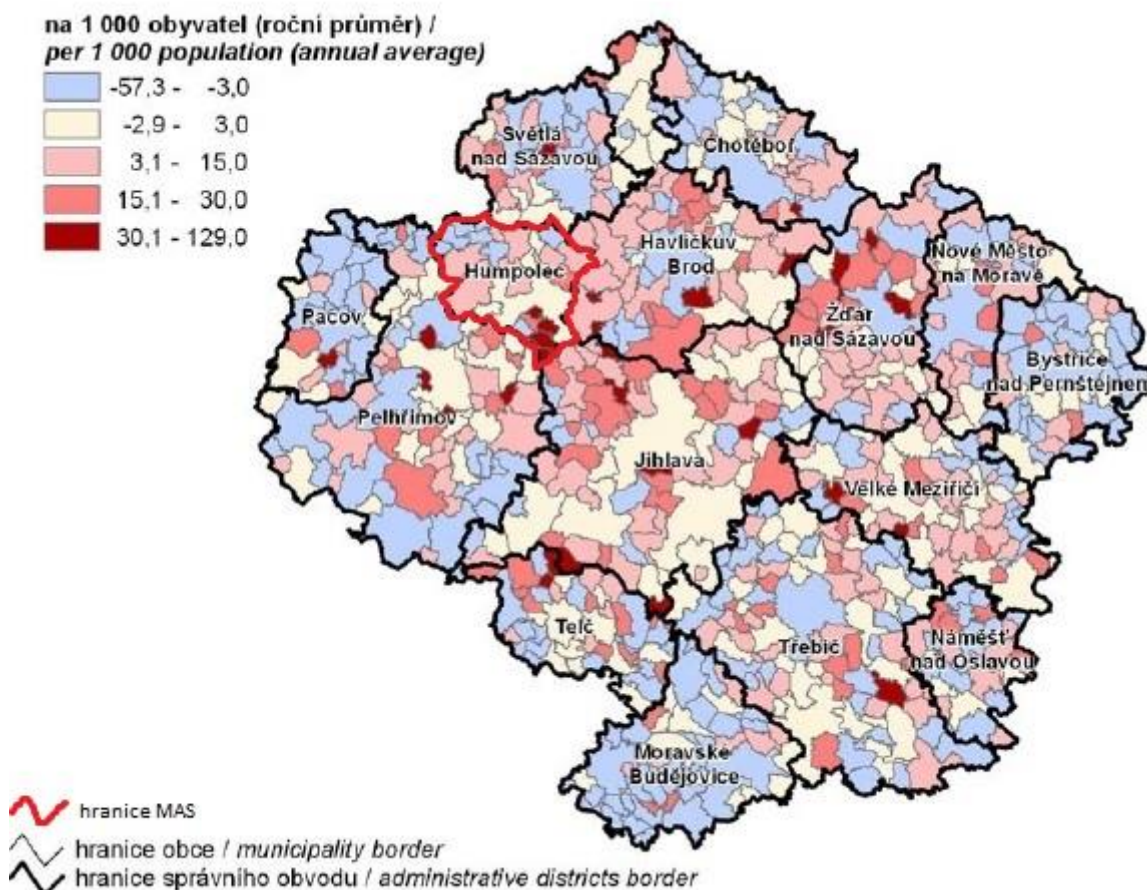 na 1 000 obyvatel (roční průměr) /
per 1 000 population (annual average)
-57,3 - -3,0
-2,9 - 3,0
3,1 - 15,0
15,1 - 30,0
30,1 - 129,0
Světlá
nad Sázavou
Chotěboř
Havlíčkův
Brod
Humpolec
Nové Město
na Moravě
Pacov
Žďár
nad Sázavou
Bystřice
nad Pernštejnem
Pelhřimov
Jihlava
Velké Meziříčí
Telč
Třebíč
Náměšť
nad Oslavou
Moravské
Budějovice
hranice MAS
hranice obce / municipality border
hranice správního obvodu / administrative districts border